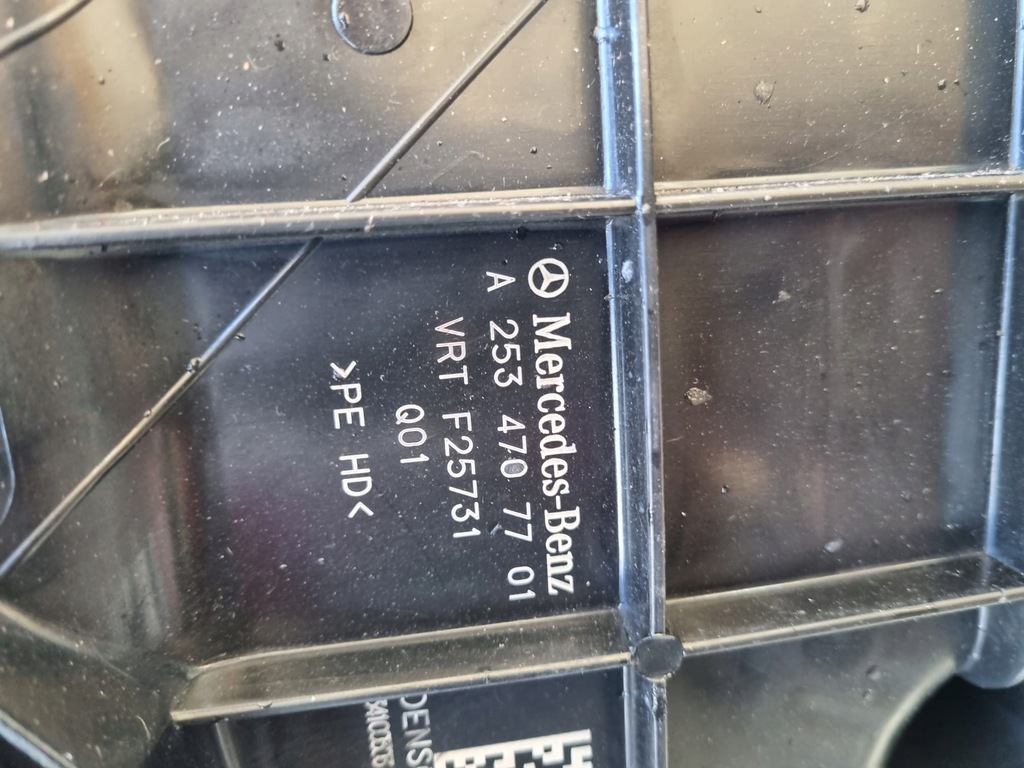 Mercedes-Benz
A 253 470 77 01
VRT F25731
Q01
>PE HD<